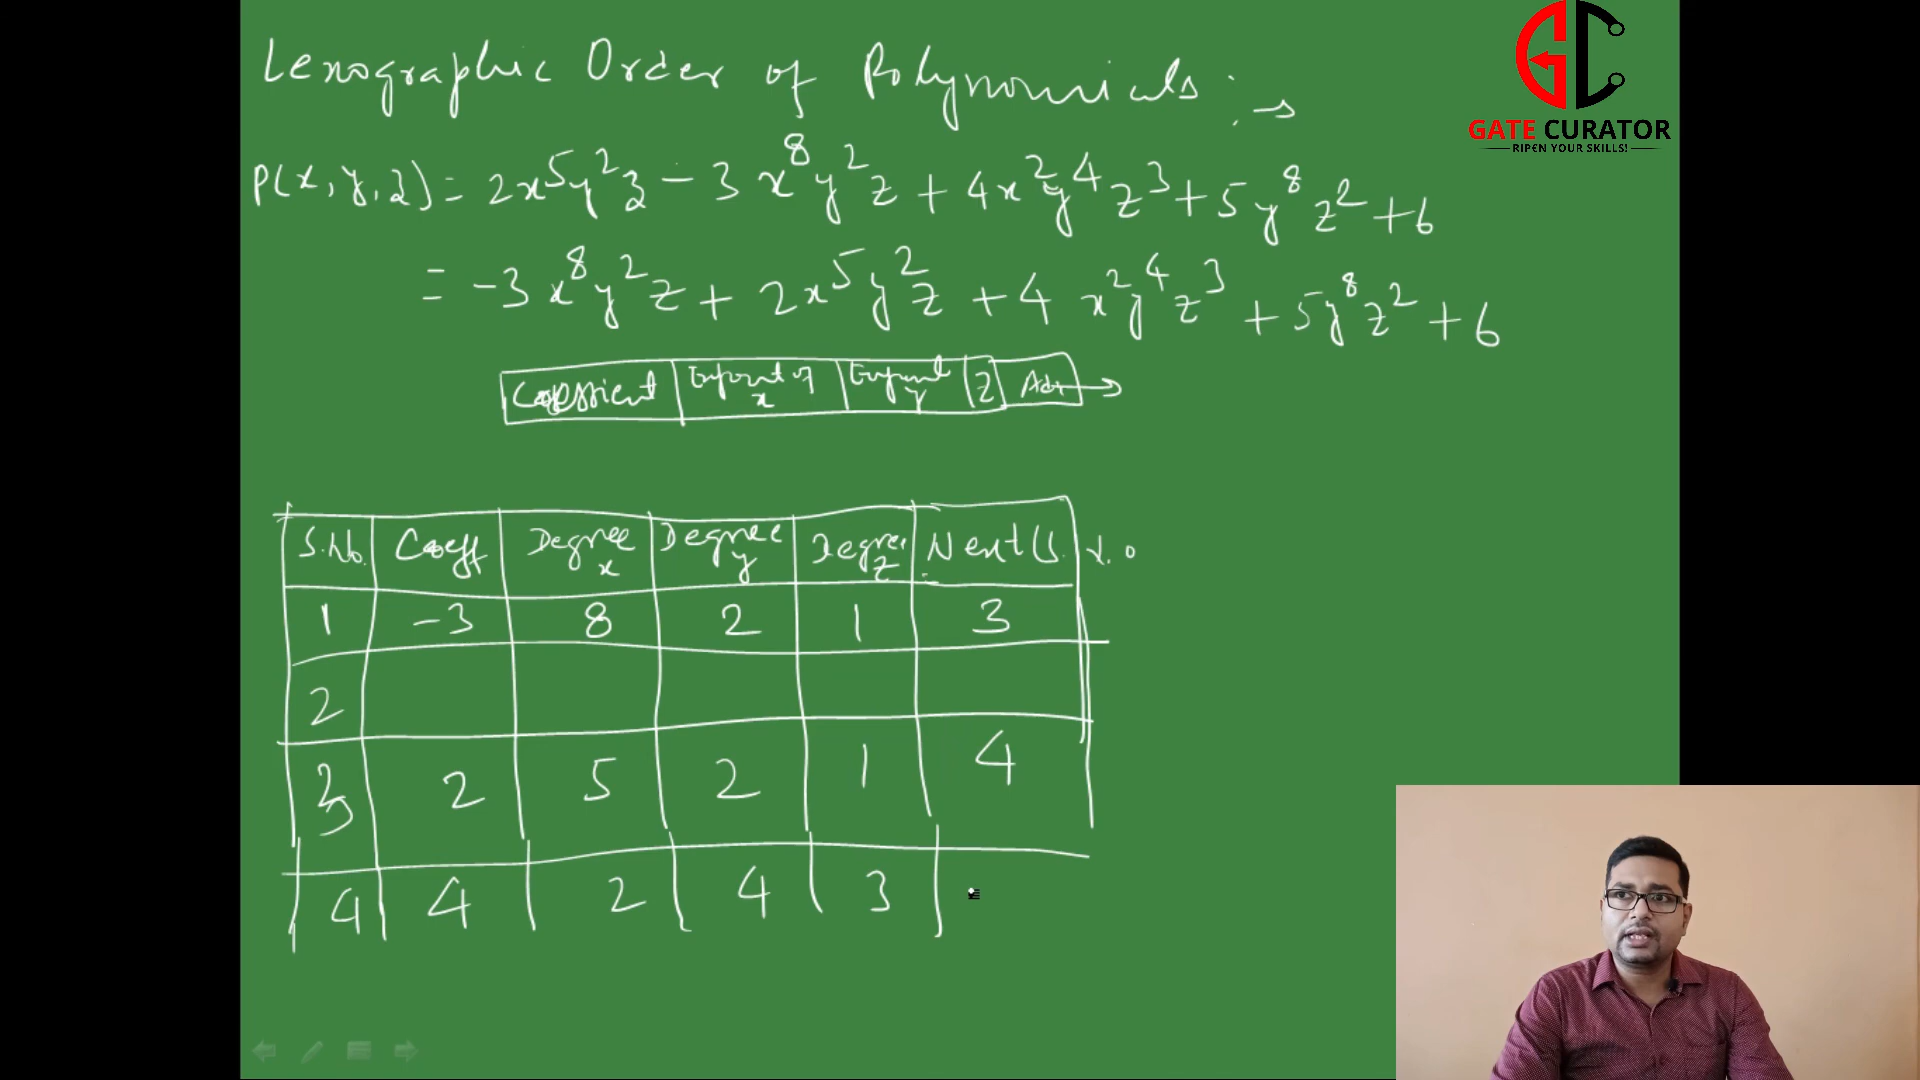 Lexographic Order of Polynomials :→
GATE CURATOR
RIPEN YOUR SKILLS!
P(x, y, z) = 2x⁵y²z - 3x⁸y²z + 4x²y⁴z³ + 5y⁸z² + 6
= -3x⁸y²z + 2x⁵y²z + 4x²y⁴z³ + 5y⁸z² + 6
Coefficient Exponent of x Exponent y Z Adr →
S.No. Coeff Degree x Degree y Degree z Next (S.
1 -3 8 2 1 3
2
3 2 5 2 1 4
4 4 2 4 3